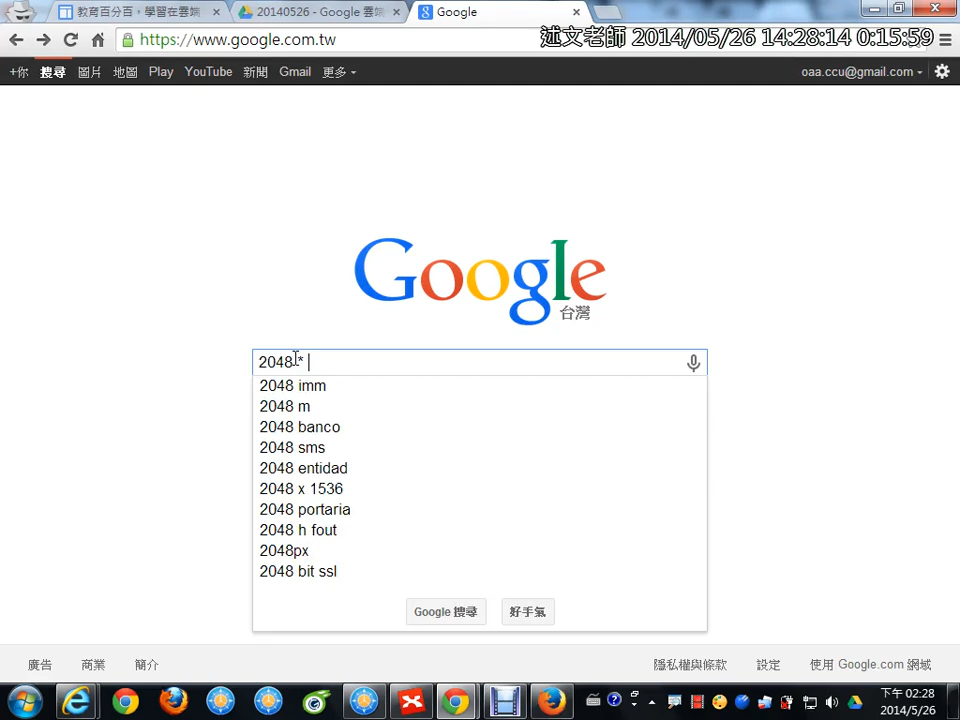 教育百分百，學習在雲端
20140526 - Google 雲端
Google
https://www.google.com.tw
述文老師 2014/05/26 14:28:14 0:15:59
+你 搜尋 圖片 地圖 Play YouTube 新聞 Gmail 更多
oaa.ccu@gmail.com
Google
台灣
2048 *
2048 imm
2048 m
2048 banco
2048 sms
2048 entidad
2048 x 1536
2048 portaria
2048 h fout
2048px
2048 bit ssl
Google 搜尋 好手氣
廣告 商業 簡介 隱私權與條款 設定 使用 Google.com 網域
下午 02:28
2014/5/26